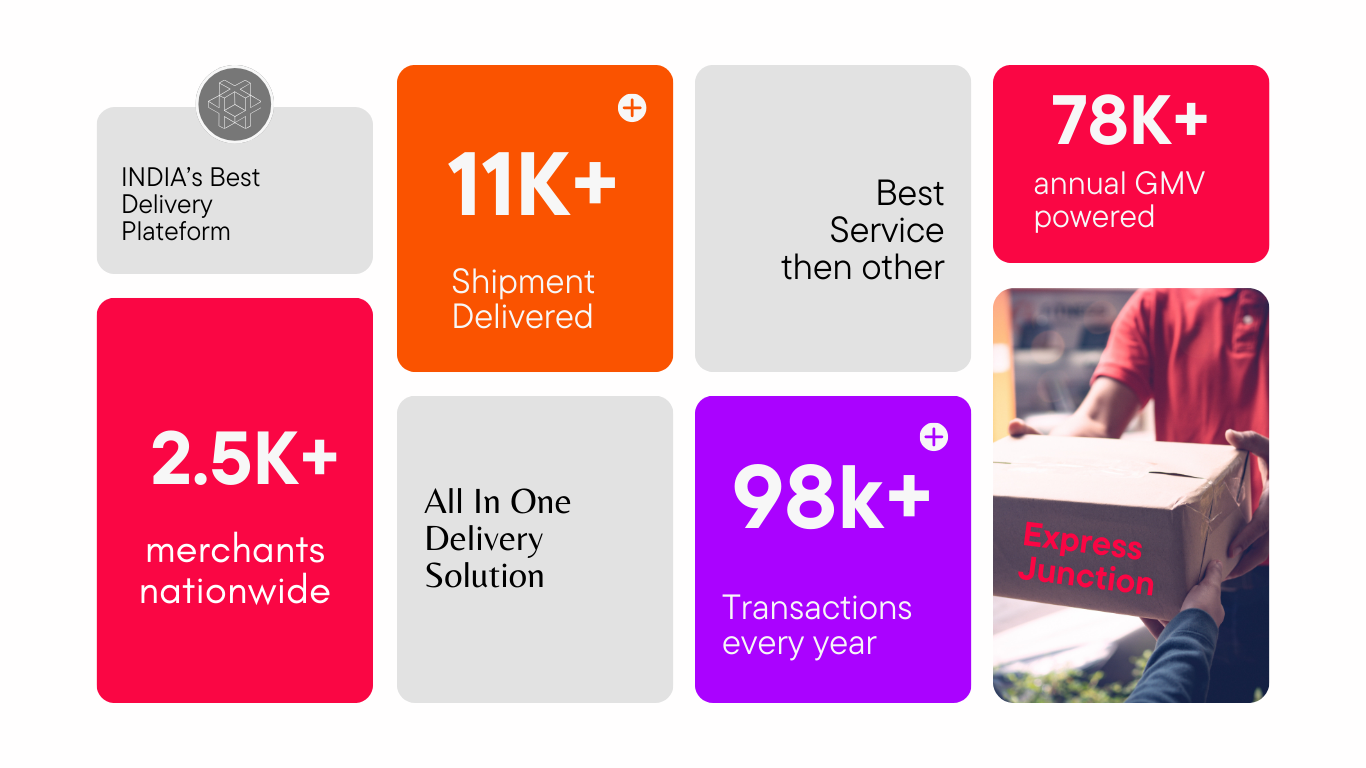 INDIA’s Best
Delivery
Plateform
2.5K+
merchants
nationwide
11K+
Shipment
Delivered
All In One
Delivery
Solution
Best
Service
then other
98k+
Transactions
every year
78K+
annual GMV
powered
Express
Junction